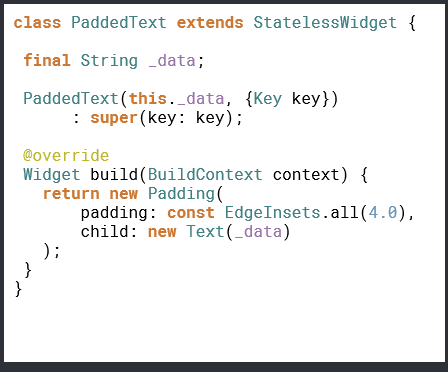 class PaddedText extends StatelessWidget {
final String _data;
PaddedText(this._data, {Key key})
: super(key: key);
@override
Widget build(BuildContext context) {
return new Padding(
padding: const EdgeInsets.all(4.0),
child: new Text(_data)
);
}
}